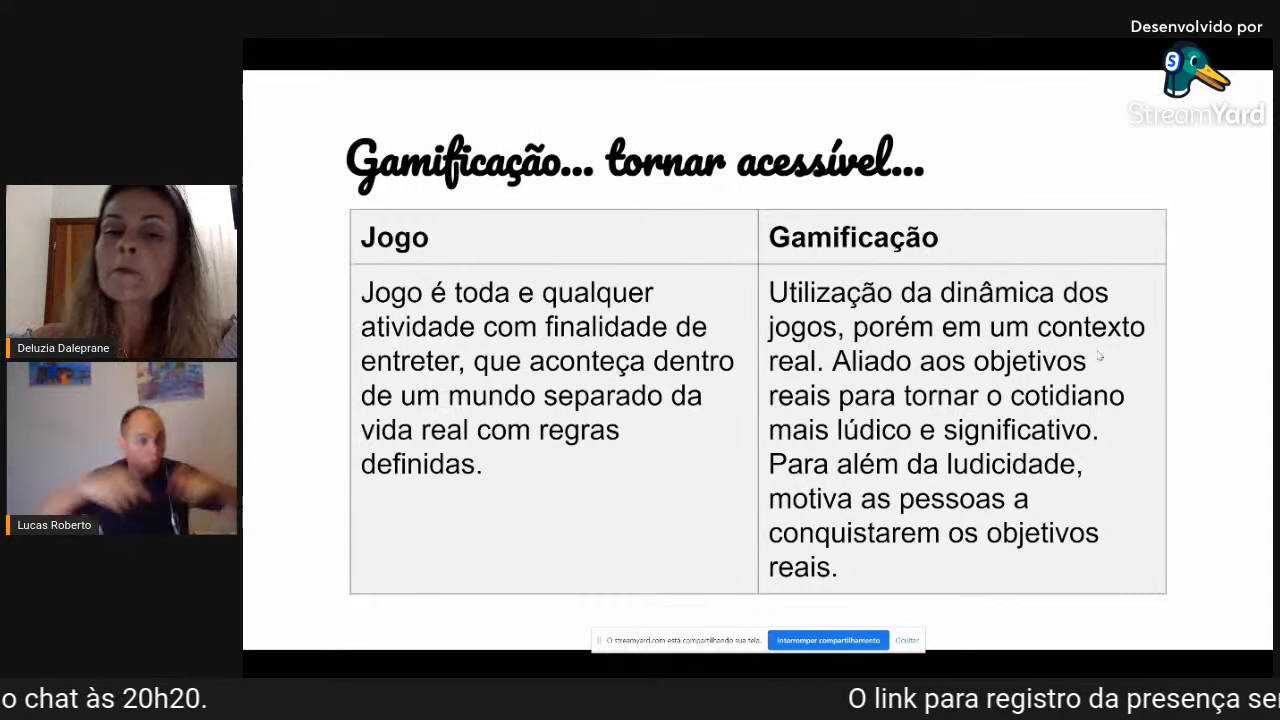 Desenvolvido por
StreamYard
Gamificação... tornar acessível...
Jogo
Jogo é toda e qualquer
atividade com finalidade de
entreter, que aconteça dentro
de um mundo separado da
vida real com regras
definidas.
Gamificação
Utilização da dinâmica dos
jogos, porém em um contexto
real. Aliado aos objetivos
reais para tornar o cotidiano
mais lúdico e significativo.
Para além da ludicidade,
motiva as pessoas a
conquistarem os objetivos
reais.
Deluzia Daleprane
Lucas Roberto
O streamyard.com está compartilhando sua tela.
Interromper compartilhamento
Ocultar
o chat às 20h20.
O link para registro da presença se